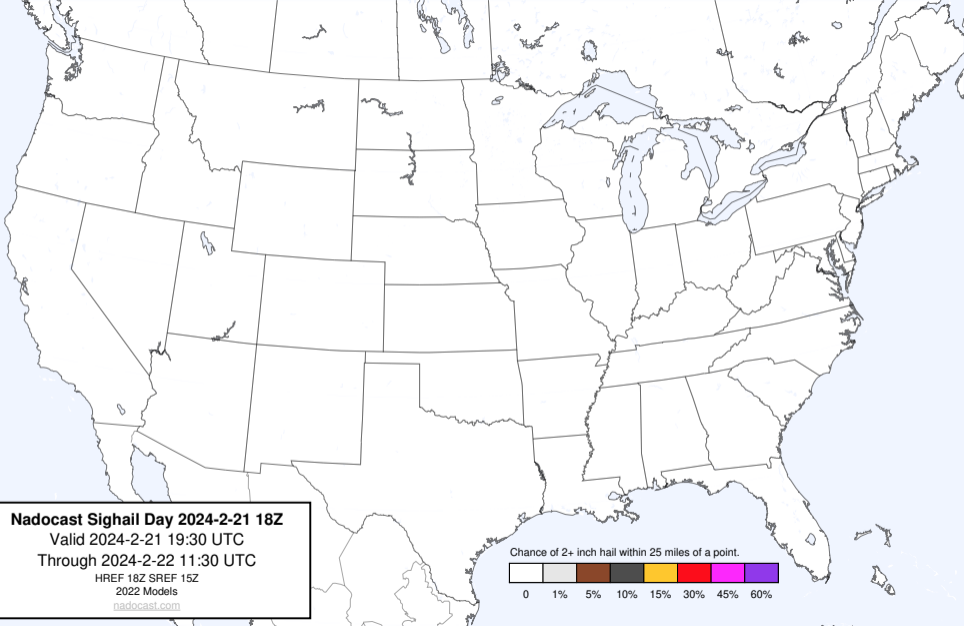 Nadocast Sighail Day 2024-2-21 18Z
Valid 2024-2-21 19:30 UTC
Through 2024-2-22 11:30 UTC
HREF 18Z SREF 15Z
2022 Models
nadocast.com
Chance of 2+ inch hail within 25 miles of a point.
0 1% 5% 10% 15% 30% 45% 60%